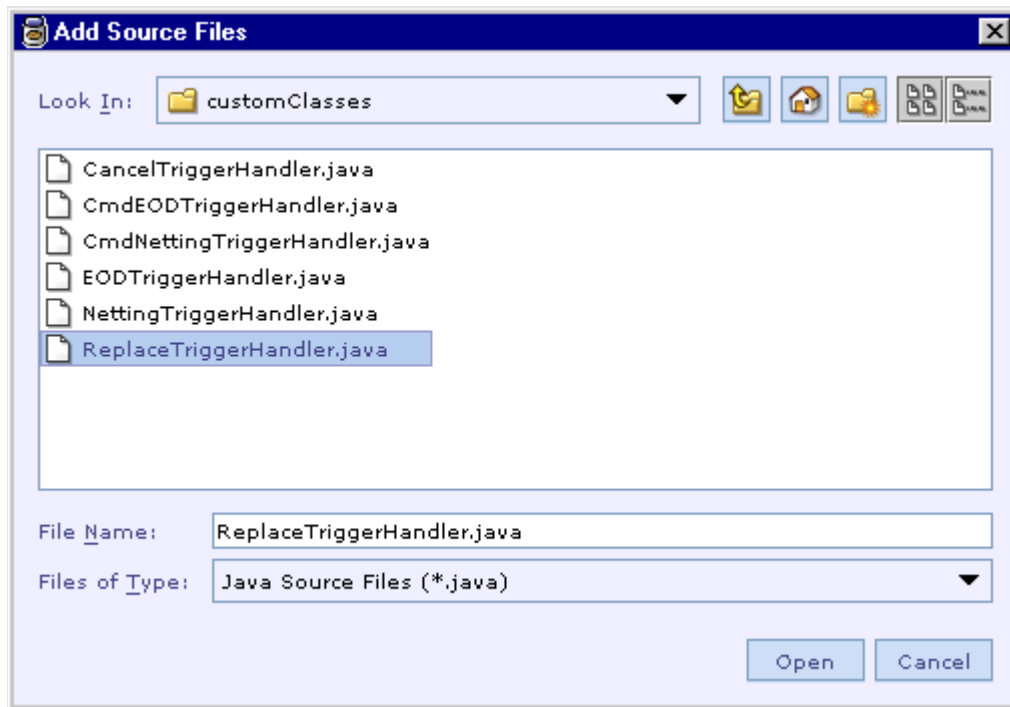 Add Source Files
Look In: customClasses
CancelTriggerHandler.java
CmdEODTriggerHandler.java
CmdNettingTriggerHandler.java
EODTriggerHandler.java
NettingTriggerHandler.java
ReplaceTriggerHandler.java
File Name: ReplaceTriggerHandler.java
Files of Type: Java Source Files (*.java)
Open Cancel